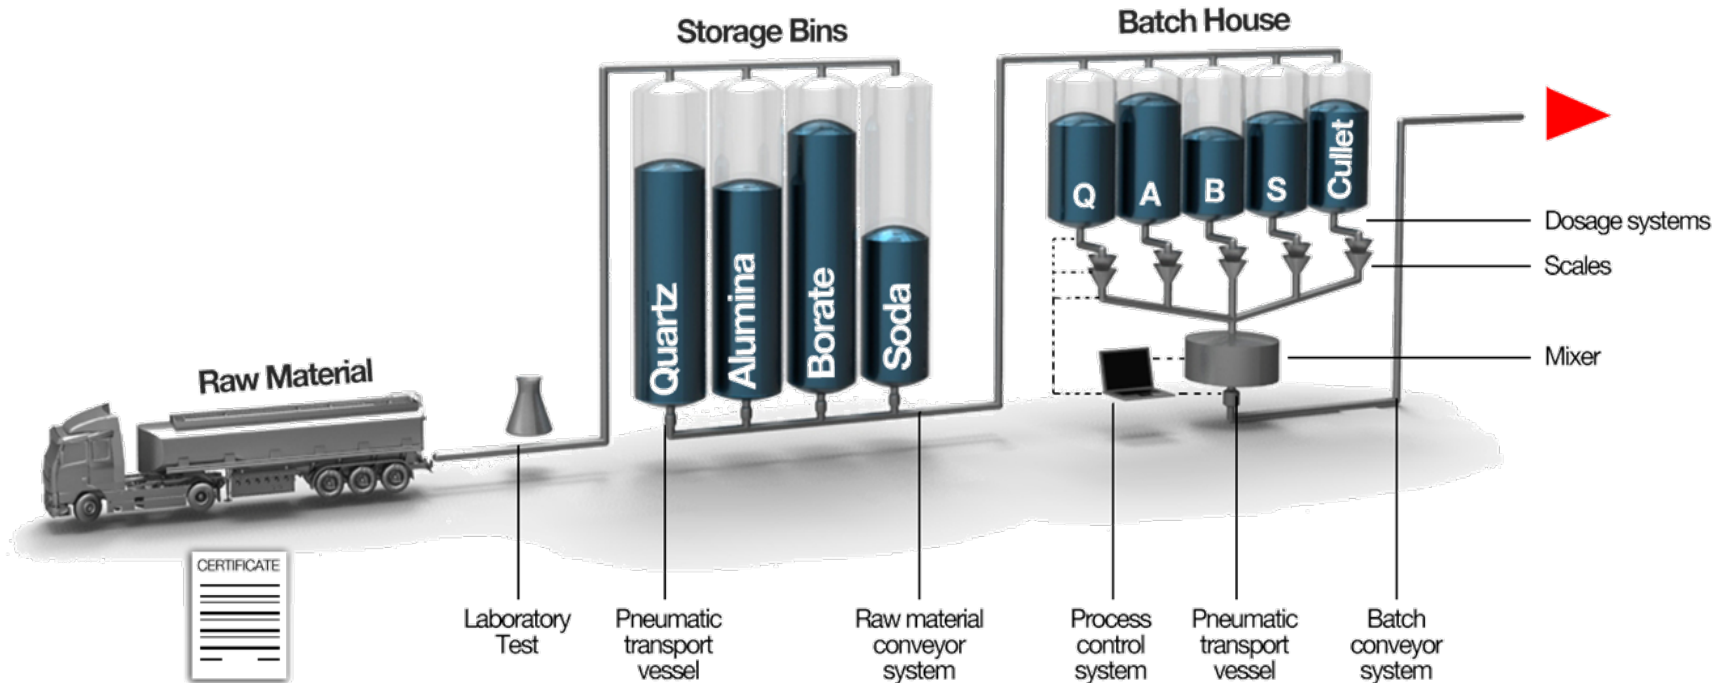 Storage Bins
Batch House
Quartz
Alumina
Borate
Soda
Q
A
B
S
Cullet
Dosage systems
Scales
Mixer
Raw Material
CERTIFICATE
Laboratory
Test
Pneumatic
transport
vessel
Raw material
conveyor
system
Process
control
system
Pneumatic
transport
vessel
Batch
conveyor
system